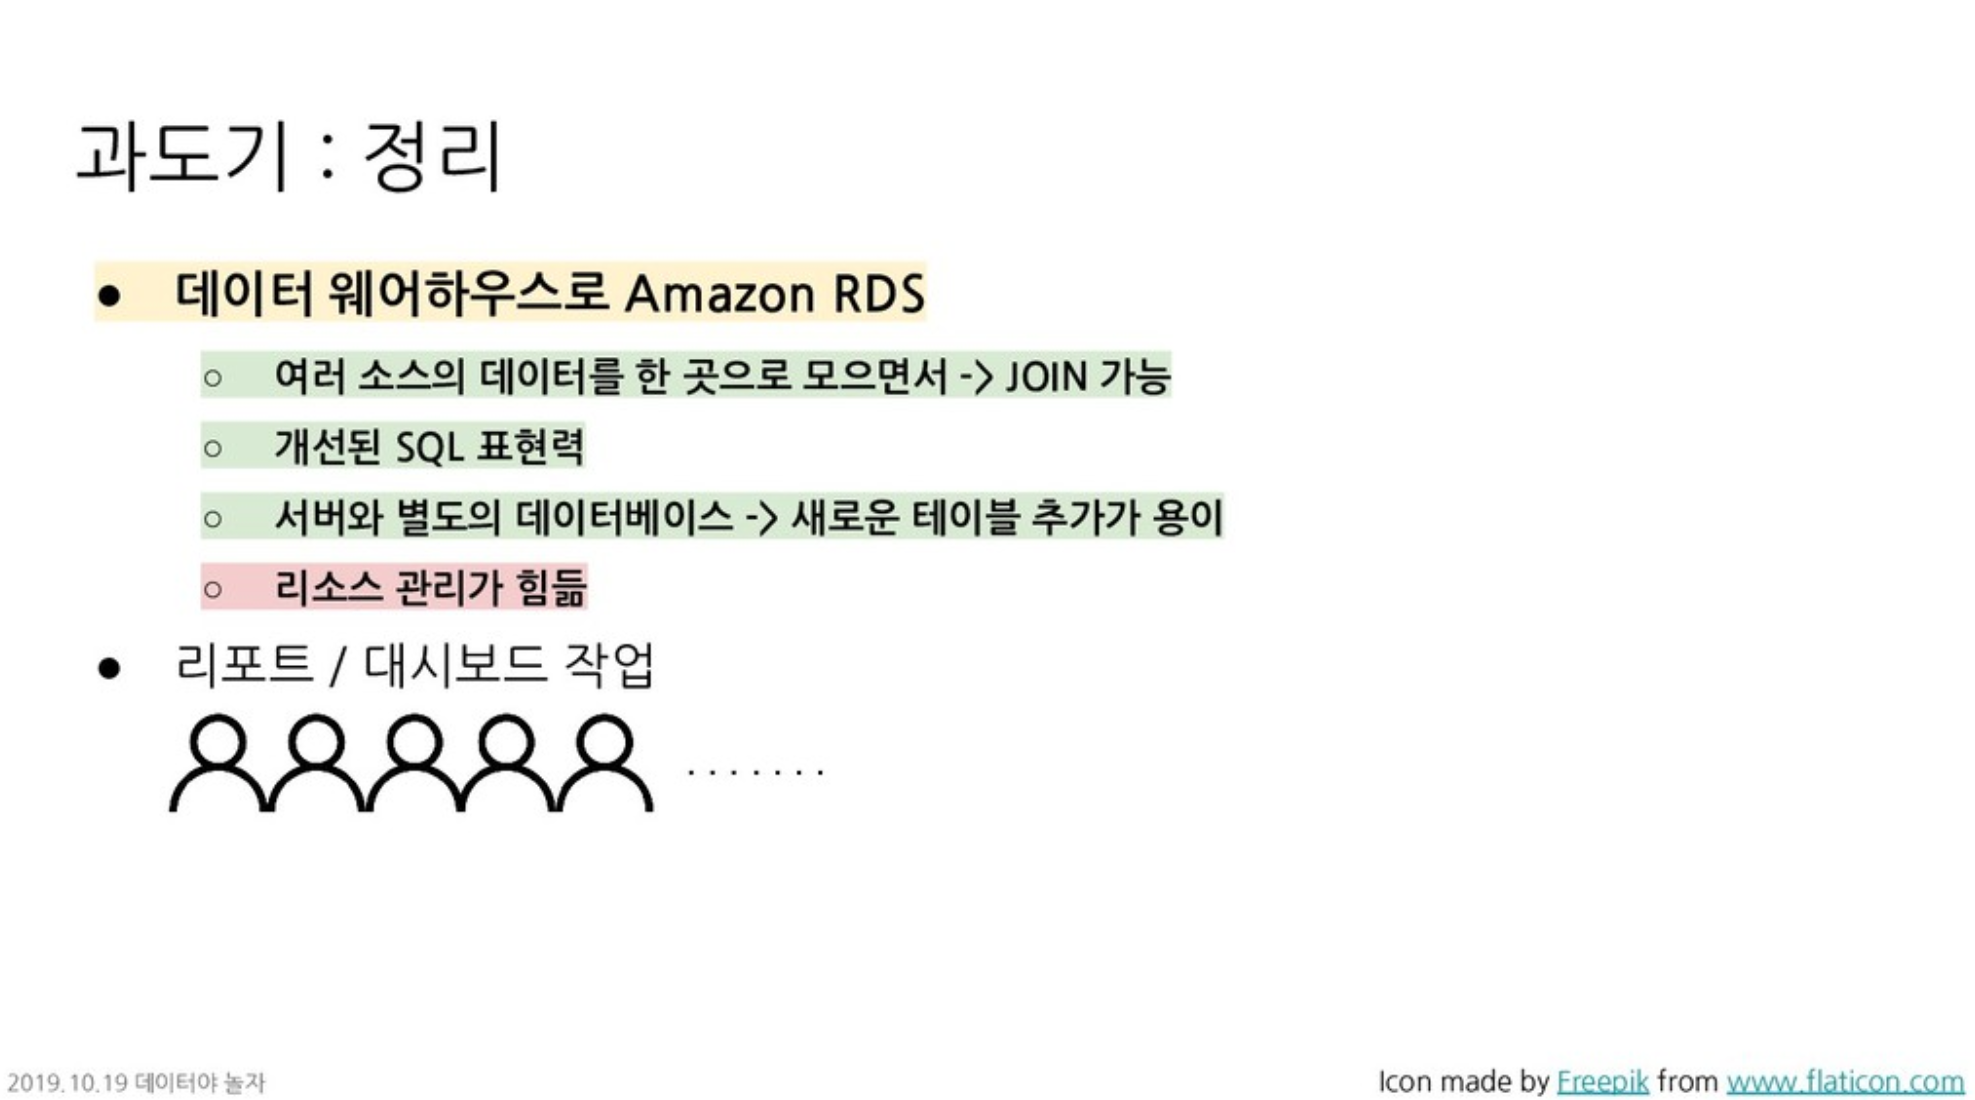 과도기 : 정리
● 데이터 웨어하우스로 Amazon RDS
○ 여러 소스의 데이터를 한 곳으로 모으면서 -> JOIN 가능
○ 개선된 SQL 표현력
○ 서버와 별도의 데이터베이스 -> 새로운 테이블 추가가 용이
○ 리소스 관리가 힘듦
● 리포트 / 대시보드 작업
.......
2019.10.19 데이터야 놀자
Icon made by Freepik from www.flaticon.com